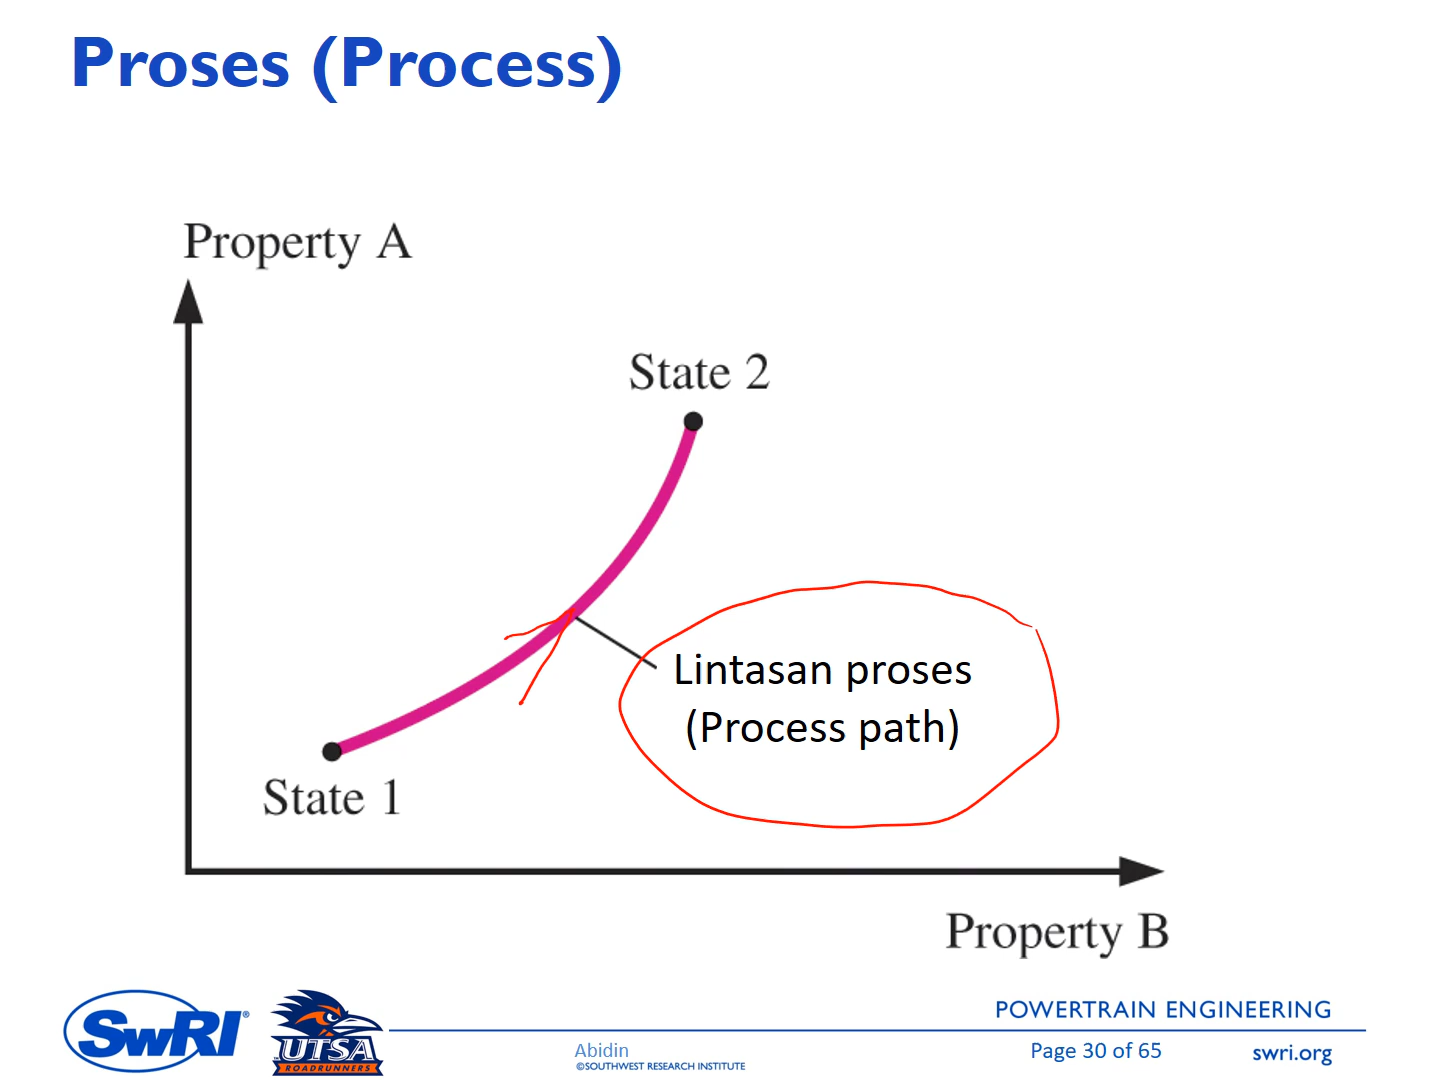 Proses (Process)
Property A
State 2
Lintasan proses
(Process path)
State 1
Property B
SwRI®
UTSA
ROADRUNNERS
Abidin
©SOUTHWEST RESEARCH INSTITUTE
POWERTRAIN ENGINEERING
Page 30 of 65
swri.org